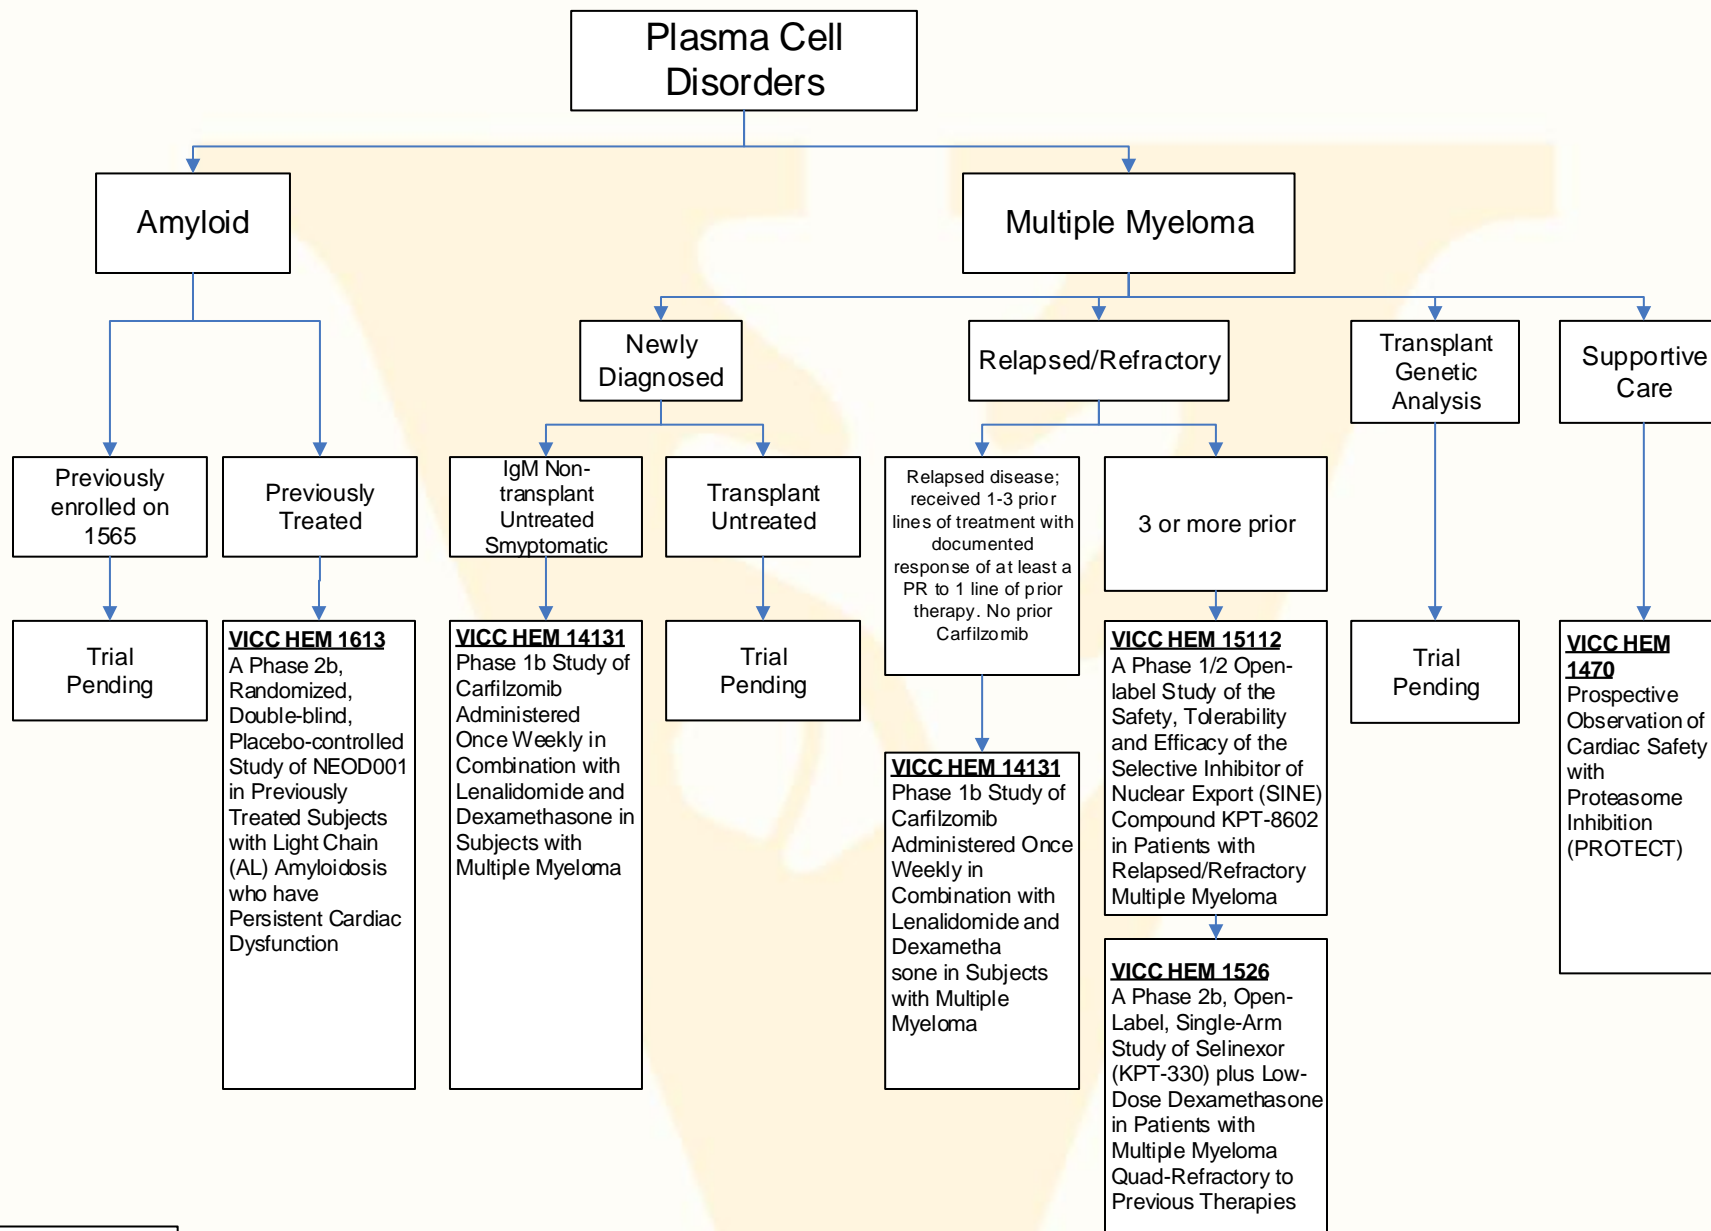 Plasma Cell
Disorders
Amyloid
Multiple Myeloma
Newly
Diagnosed
Relapsed/Refractory
Transplant
Genetic
Analysis
Supportive
Care
Previously
enrolled on
1565
Previously
Treated
IgM Non-
transplant
Untreated
Smyptomatic
Transplant
Untreated
Relapsed disease;
received 1-3 prior
lines of treatment with
documented
response of at least a
PR to 1 line of prior
therapy. No prior
Carfilzomib
3 or more prior
Trial
Pending
VICC HEM 1613
A Phase 2b,
Randomized,
Double-blind,
Placebo-controlled
Study of NEOD001
in Previously
Treated Subjects
with Light Chain
(AL) Amyloidosis
who have
Persistent Cardiac
Dysfunction
VICC HEM 14131
Phase 1b Study of
Carfilzomib
Administered
Once Weekly in
Combination with
Lenalidomide and
Dexamethasone in
Subjects with
Multiple Myeloma
Trial
Pending
VICC HEM 14131
Phase 1b Study of
Carfilzomib
Administered Once
Weekly in
Combination with
Lenalidomide and
Dexametha
sone in Subjects
with Multiple
Myeloma
VICC HEM 15112
A Phase 1/2 Open-
label Study of the
Safety, Tolerability
and Efficacy of the
Selective Inhibitor of
Nuclear Export (SINE)
Compound KPT-8602
in Patients with
Relapsed/Refractory
Multiple Myeloma
VICC HEM 1526
A Phase 2b, Open-
Label, Single-Arm
Study of Selinexor
(KPT-330) plus Low-
Dose Dexamethasone
in Patients with
Multiple Myeloma
Quad-Refractory to
Previous Therapies
Trial
Pending
VICC HEM
1470
Prospective
Observation of
Cardiac Safety
with
Proteasome
Inhibition
(PROTECT)